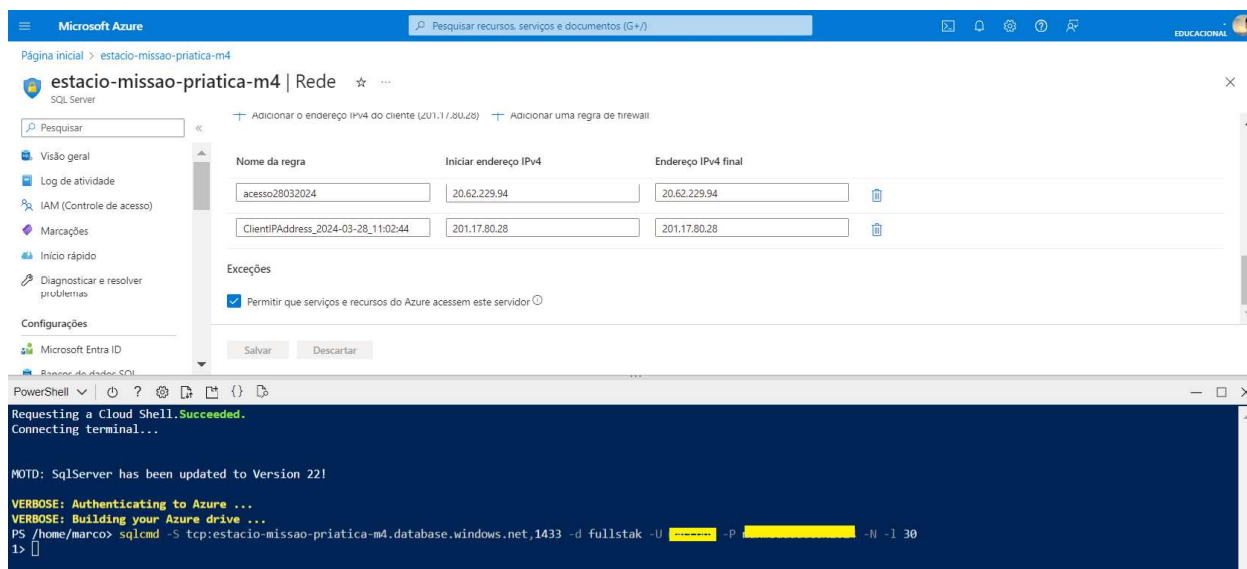 Microsoft Azure
Pesquisar recursos, serviços e documentos (G+/)
EDUCACIONAL
Página inicial > estacio-missao-priatica-m4
estacio-missao-priatica-m4 | Rede
SQL Server
Pesquisar
Visão geral
Log de atividade
IAM (Controle de acesso)
Marcações
Início rápido
Diagnosticar e resolver
problemas
Configurações
Microsoft Entra ID
Bancos de dados SQL
+ Adicionar o endereço IPv4 do cliente (201.17.80.28) + Adicionar uma regra de firewall
Nome da regra Iniciar endereço IPv4 Endereço IPv4 final
acesso28032024 20.62.229.94 20.62.229.94
ClientIPAddress_2024-03-28_11:02:44 201.17.80.28 201.17.80.28
Exceções
Permitir que serviços e recursos do Azure acessem este servidor
Salvar Descartar
PowerShell
Requesting a Cloud Shell.Succeeded.
Connecting terminal...
MOTD: SqlServer has been updated to Version 22!
VERBOSE: Authenticating to Azure ...
VERBOSE: Building your Azure drive ...
PS /home/marco> sqlcmd -S tcp:estacio-missao-priatica-m4.database.windows.net,1433 -d fullstak -U -P -N -l 30
1>